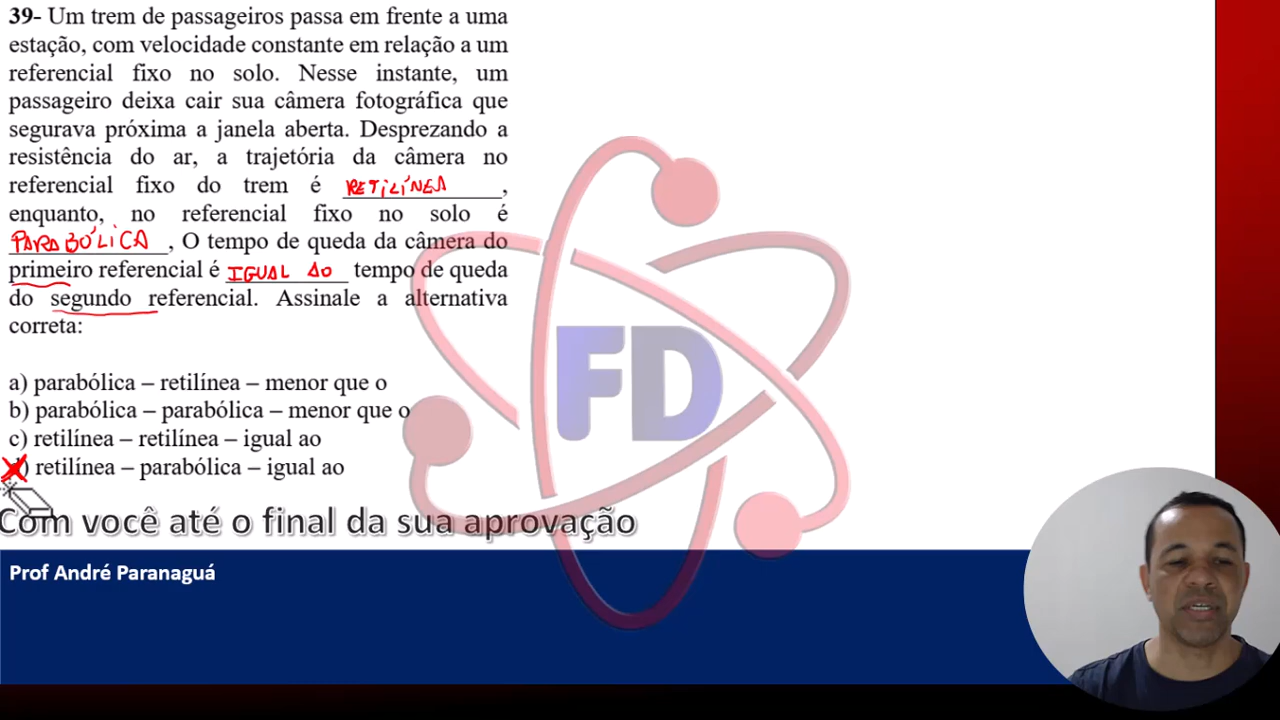 39- Um trem de passageiros passa em frente a uma
estação, com velocidade constante em relação a um
referencial fixo no solo. Nesse instante, um
passageiro deixa cair sua câmera fotográfica que
segurava próxima a janela aberta. Desprezando a
resistência do ar, a trajetória da câmera no
referencial fixo do trem é RETILÍNEA,
enquanto, no referencial fixo no solo é
PARABÓLICA, O tempo de queda da câmera do
primeiro referencial é IGUAL AO tempo de queda
do segundo referencial. Assinale a alternativa
correta:
a) parabólica – retilínea – menor que o
b) parabólica – parabólica – menor que o
c) retilínea – retilínea – igual ao
d) retilínea – parabólica – igual ao
FD
Com você até o final da sua aprovação
Prof André Paranaguá